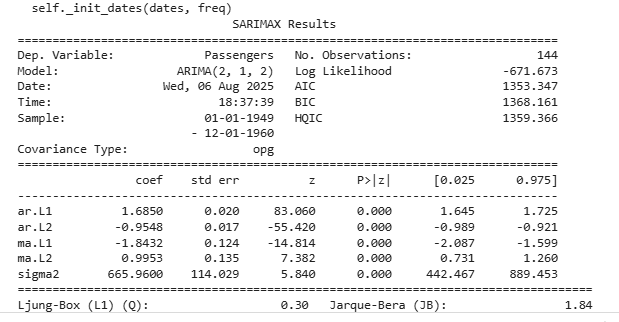 self._init_dates(dates, freq)
SARIMAX Results
==============================================================================
Dep. Variable: Passengers No. Observations: 144
Model: ARIMA(2, 1, 2) Log Likelihood -671.673
Date: Wed, 06 Aug 2025 AIC 1353.347
Time: 18:37:39 BIC 1368.161
Sample: 01-01-1949 HQIC 1359.366
- 12-01-1960
Covariance Type: opg
==============================================================================
coef std err z P>|z| [0.025 0.975]
------------------------------------------------------------------------------
ar.L1 1.6850 0.020 83.060 0.000 1.645 1.725
ar.L2 -0.9548 0.017 -55.420 0.000 -0.989 -0.921
ma.L1 -1.8432 0.124 -14.814 0.000 -2.087 -1.599
ma.L2 0.9953 0.135 7.382 0.000 0.731 1.260
sigma2 665.9600 114.029 5.840 0.000 442.467 889.453
===================================================================================
Ljung-Box (L1) (Q): 0.30 Jarque-Bera (JB): 1.84